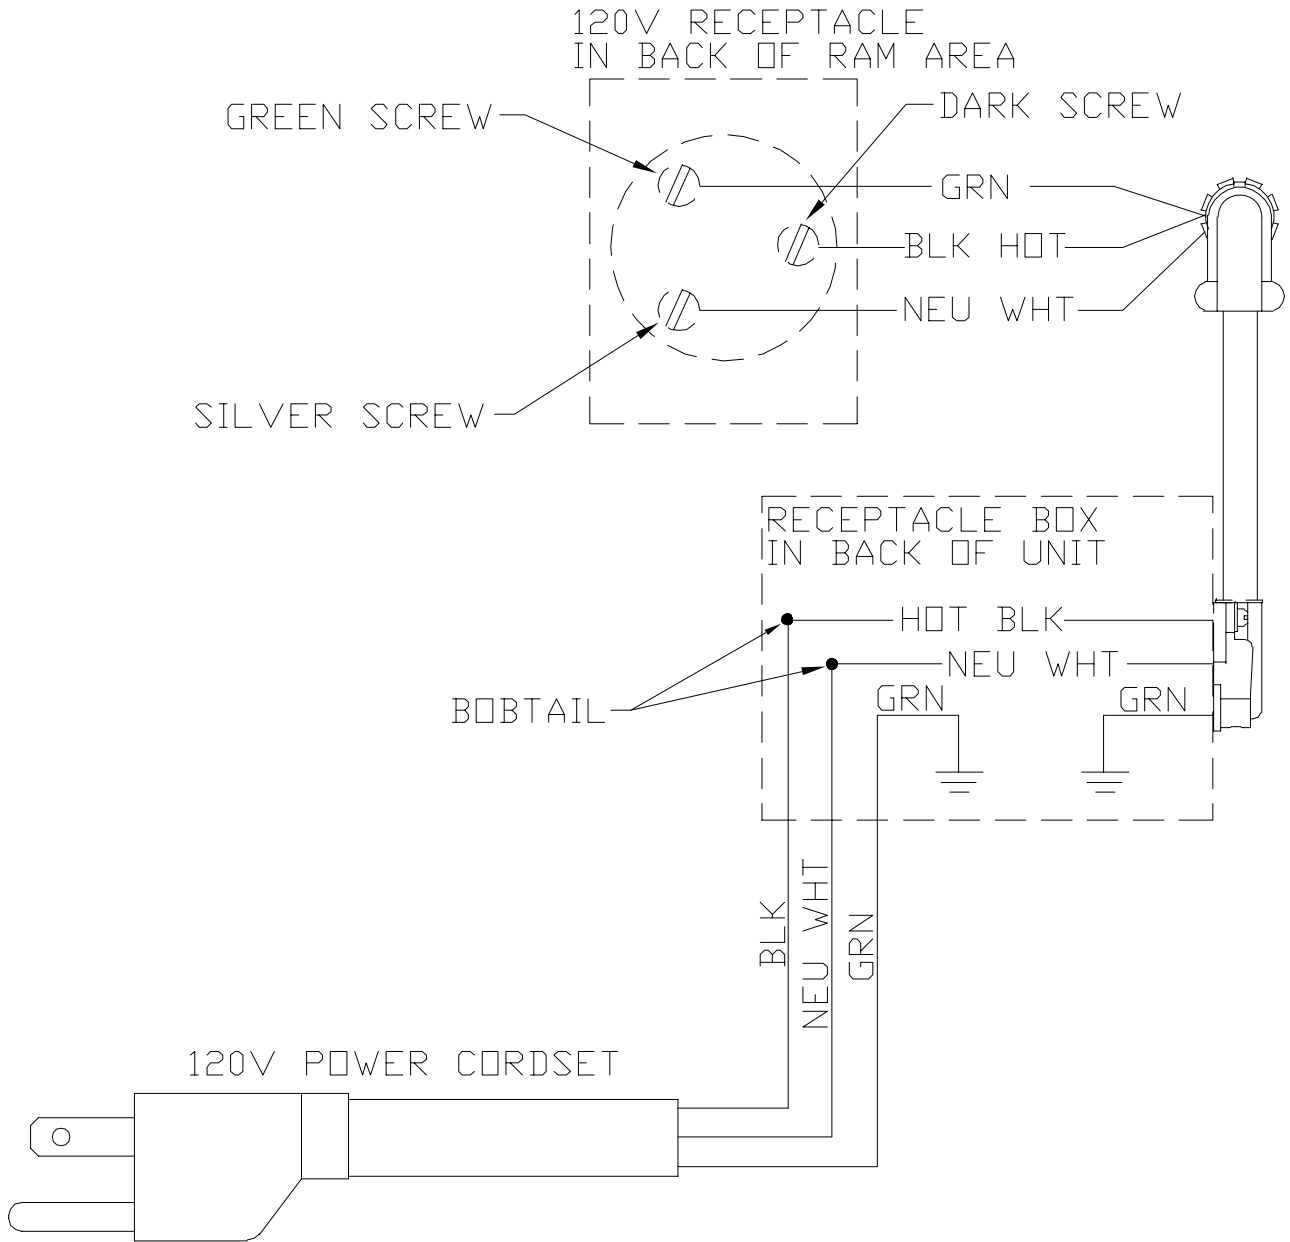 120V RECEPTACLE
IN BACK OF RAM AREA
GREEN SCREW
DARK SCREW
GRN
BLK HOT
NEU WHT
SILVER SCREW
RECEPTACLE BOX
IN BACK OF UNIT
HOT BLK
NEU WHT
GRN
GRN
BOBTAIL
BLK
NEU WHT
GRN
120V POWER CORDSET